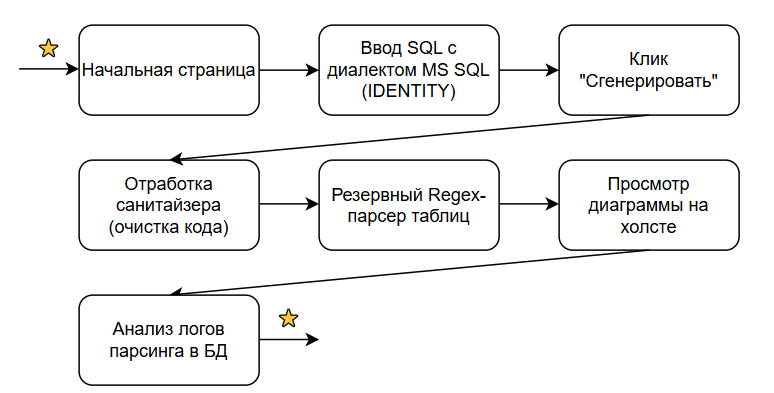 Начальная страница
Ввод SQL с
диалектом MS SQL
(IDENTITY)
Клик
"Сгенерировать"
Отработка
санитайзера
(очистка кода)
Резервный Regex-
парсер таблиц
Просмотр
диаграммы на
холсте
Анализ логов
парсинга в БД